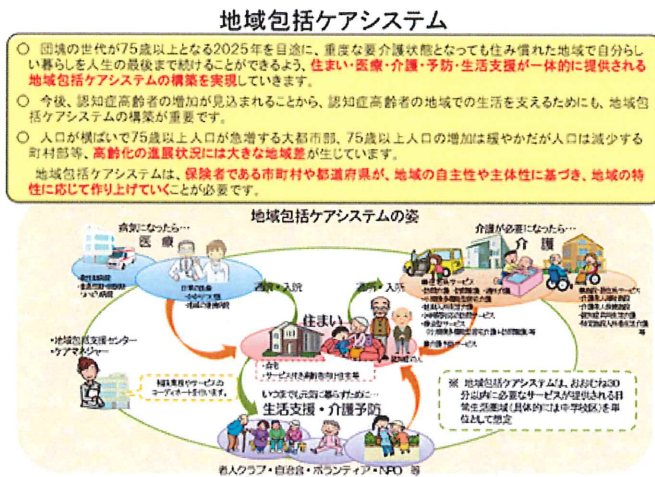 地域包括ケアシステム
○ 団塊の世代が75歳以上となる2025年を目途に、重度な要介護状態となっても住み慣れた地域で自分らし
い暮らしを人生の最後まで続けることができるよう、住まい・医療・介護・予防・生活支援が一体的に提供される
地域包括ケアシステムの構築を実現していきます。
○ 今後、認知症高齢者の増加が見込まれることから、認知症高齢者の地域での生活を支えるためにも、地域包
括ケアシステムの構築が重要です。
○ 人口が横ばいで75歳以上人口が急増する大都市部、75歳以上人口の増加は緩やかだが人口は減少する
町村部等、高齢化の進展状況には大きな地域差が生じています。
地域包括ケアシステムは、保険者である市町村や都道府県が、地域の自主性や主体性に基づき、地域の特
性に応じて作り上げていくことが必要です。
地域包括ケアシステムの姿
病気になったら…
医療
介護が必要になったら…
介護
通院・入院
通所・入所
住まい
・地域包括支援センター
・ケアマネジャー
・自宅
・サービス付き高齢者向け住宅等
相談業務やサービスの
コーディネートを行います。
いつまでも元気に暮らすために…
生活支援・介護予防
※ 地域包括ケアシステムは、おおむね30
分以内に必要なサービスが提供される日
常生活圏域(具体的には中学校区)を単
位として想定
老人クラブ・自治会・ボランティア・NPO 等